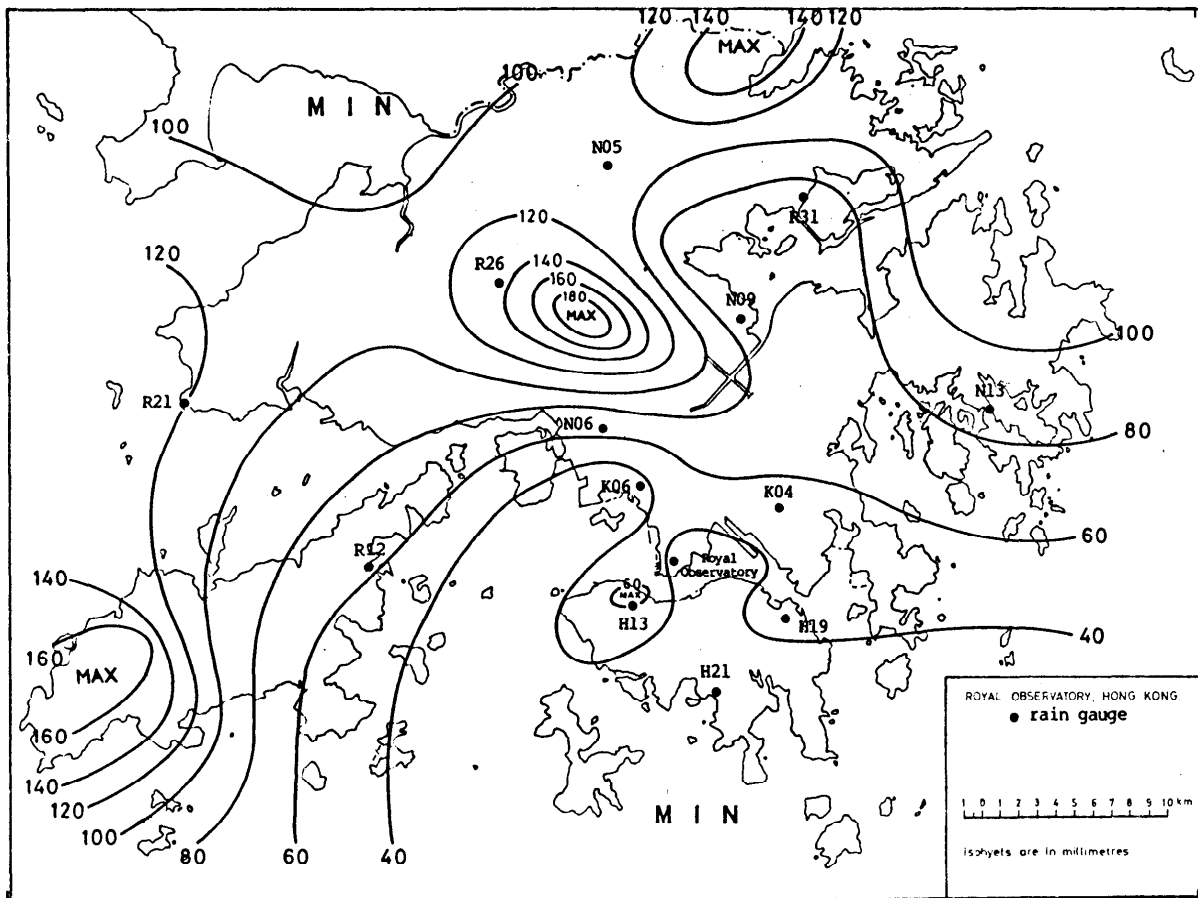 120 140 140 120
MAX
100
M I N
100
N05
R31
120
120
R26
140
160
180
MAX
N09
100
R21
N13
80
N06
K06
K04
60
R12
Royal
Observatory
140
60
MAX
H13
H19
40
160
MAX
H21
160
140
120
100
80
60
40
M I N
ROYAL OBSERVATORY, HONG KONG
rain gauge
1 0 1 2 3 4 5 6 7 8 9 10 km
Isohyets are in millimetres